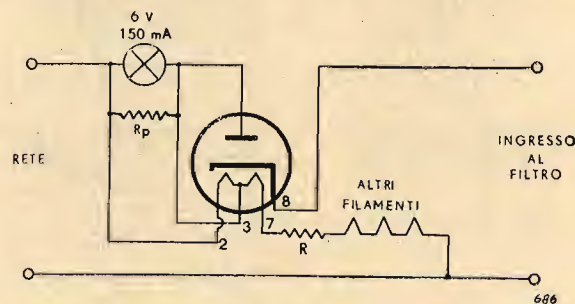 6 V
150 mA
Rp
RETE
INGRESSO
AL
FILTRO
ALTRI
FILAMENTI
8
3
7
2
R
686